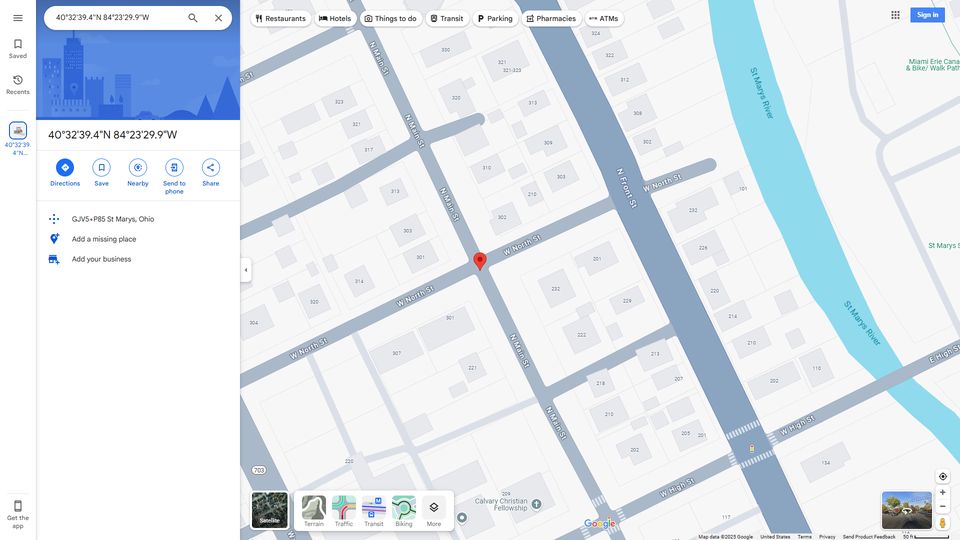 40°32'39.4"N 84°23'29.9"W
Restaurants
Hotels
Things to do
Transit
Parking
Pharmacies
ATMs
Sign in
Saved
Recents
40°32'39.
4"N...
40°32'39.4"N 84°23'29.9"W
Directions
Save
Nearby
Send to
phone
Share
GJV5+P85 St Marys, Ohio
Add a missing place
Add your business
Get the
app
N Main St
N Main St
N Main St
N Main St
N Main St
W North St
W North St
W North St
W North St
N Front St
W High St
W High St
E High St
St Marys River
St Marys River
Miami Erie Cana
& Bike/ Walk Path
St Marys S
330
321
321-323
324
322
312
308
302
323
320
313
317
309
310
303
210
302
313
303
301
314
320
304
101
232
226
220
214
210
202
110
201
232
229
222
301
307
221
213
207
218
210
205
201
202
120
209
134
117
703
Calvary Christian
Fellowship
Satellite
Terrain
Traffic
Transit
Biking
More
Google
Map data ©2025 Google
United States
Terms
Privacy
Send Product Feedback
50 ft